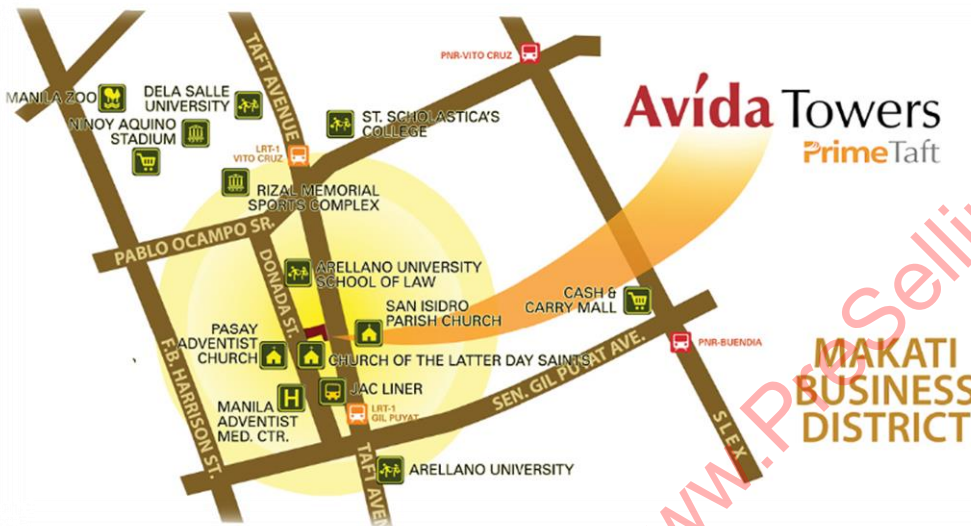 TAFT AVENUE
PNR-VITO CRUZ
Avída Towers
PrimeTaft
MANILA ZOO
DELA SALLE
UNIVERSITY
NINOY AQUINO
STADIUM
ST. SCHOLASTICA'S
COLLEGE
LRT-1
VITO CRUZ
RIZAL MEMORIAL
SPORTS COMPLEX
PABLO OCAMPO SR.
DONADA ST.
ARELLANO UNIVERSITY
SCHOOL OF LAW
SAN ISIDRO
PARISH CHURCH
CASH &
CARRY MALL
PASAY
ADVENTIST
CHURCH
CHURCH OF THE LATTER DAY SAINTS
F.B. HARRISON ST.
H
MANILA
ADVENTIST
MED. CTR.
JAC LINER
LRT-1
GIL PUYAT
SEN. GIL PUYAT AVE.
PNR-BUENDIA
SLEX
MAKATI
BUSINESS
DISTRICT
ARELLANO UNIVERSITY
TAFT AVEN
www.PreSellin